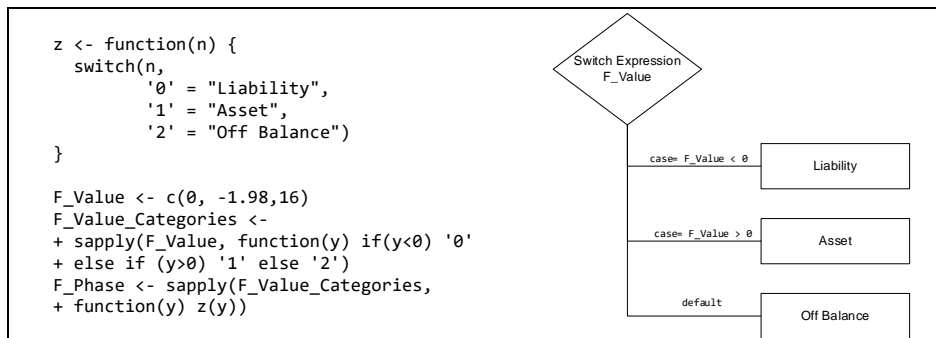 z <- function(n) {
switch(n,
'0' = "Liability",
'1' = "Asset",
'2' = "Off Balance")
}
F_Value <- c(0, -1.98,16)
F_Value_Categories <-
+ sapply(F_Value, function(y) if(y<0) '0'
+ else if (y>0) '1' else '2')
F_Phase <- sapply(F_Value_Categories,
+ function(y) z(y))
Switch Expression
F_Value
case= F_Value < 0
Liability
case= F_Value > 0
Asset
default
Off Balance